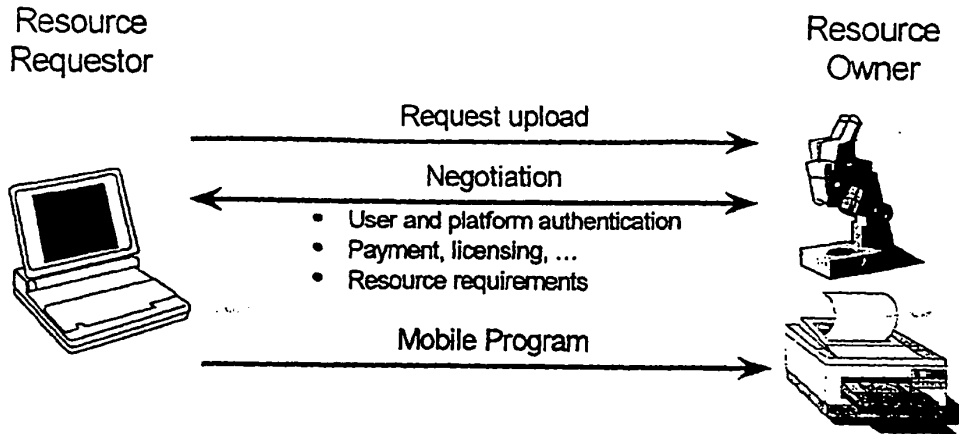 Resource
Requestor
Resource
Owner
Request upload
Negotiation
• User and platform authentication
• Payment, licensing, ...
• Resource requirements
Mobile Program